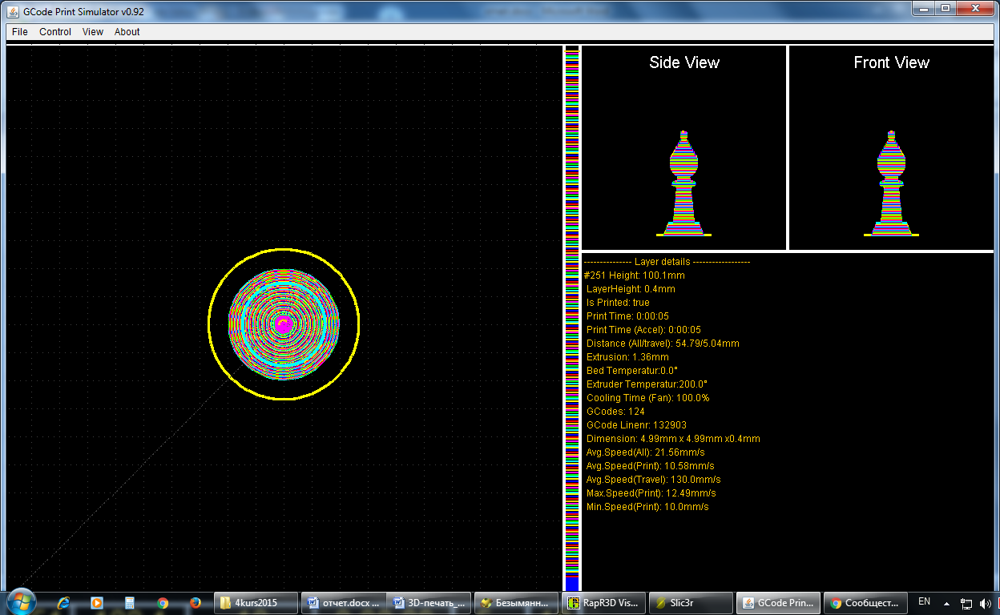 GCode Print Simulator v0.92
File Control View About
Side View
Front View
--------------- Layer details ------------------
#251 Height: 100.1mm
LayerHeight: 0.4mm
Is Printed: true
Print Time: 0:00:05
Print Time (Accel): 0:00:05
Distance (All/travel): 54.79/5.04mm
Extrusion: 1.36mm
Bed Temperatur:0.0°
Extruder Temperatur:200.0°
Cooling Time (Fan): 100.0%
GCodes: 124
GCode Linenr: 132903
Dimension: 4.99mm x 4.99mm x0.4mm
Avg.Speed(All): 21.56mm/s
Avg.Speed(Print): 10.58mm/s
Avg.Speed(Travel): 130.0mm/s
Max.Speed(Print): 12.49mm/s
Min.Speed(Print): 10.0mm/s
4kurs2015 отчет.docx ... 3D-печать_... Безымянн... RapR3D Vis... Slic3r GCode Prin... Сообщест... EN